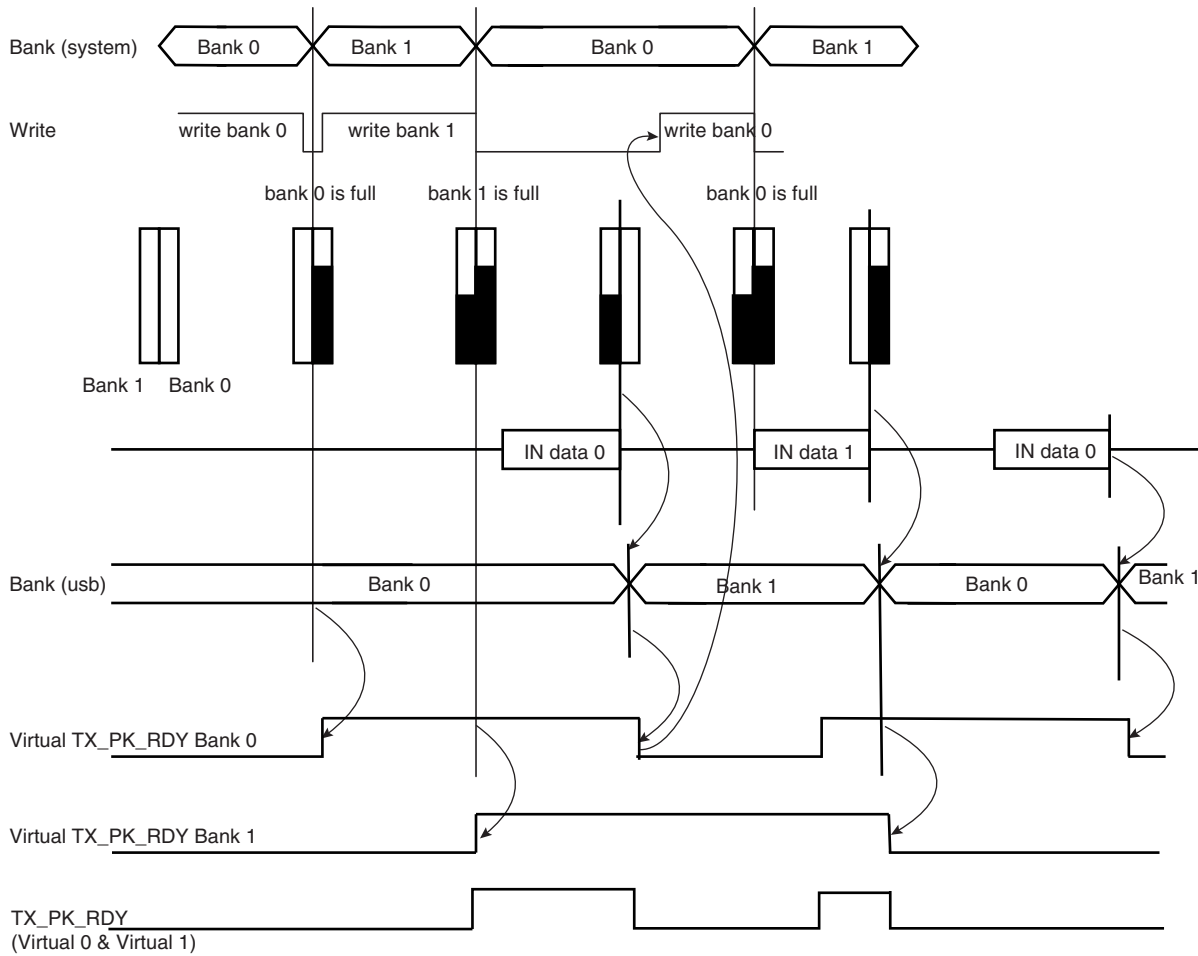 Bank (system)
Bank 0
Bank 1
Bank 0
Bank 1
Write
write bank 0
write bank 1
write bank 0
bank 0 is full
bank 1 is full
bank 0 is full
Bank 1
Bank 0
IN data 0
IN data 1
IN data 0
Bank (usb)
Bank 0
Bank 1
Bank 0
Bank 1
Virtual TX_PK_RDY Bank 0
Virtual TX_PK_RDY Bank 1
TX_PK_RDY
(Virtual 0 & Virtual 1)